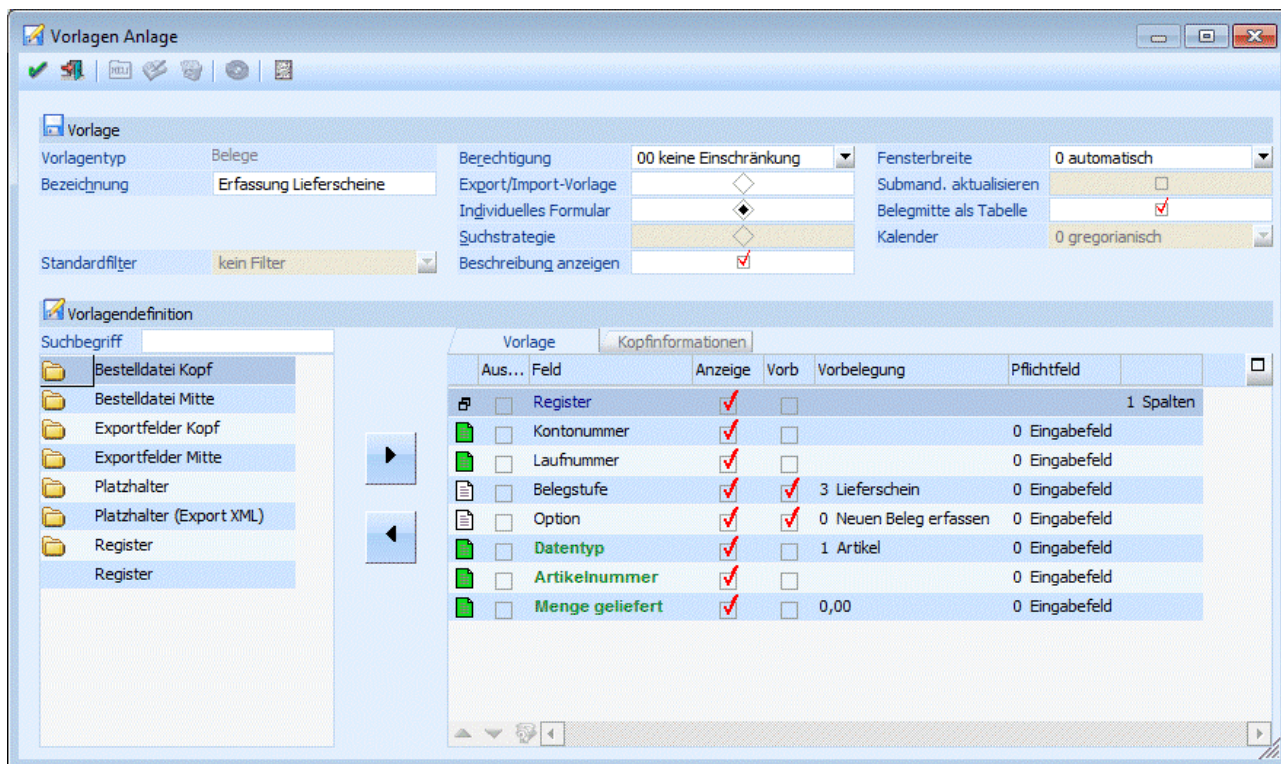 Vorlagen Anlage
Vorlage
Vorlagentyp Belege Berechtigung 00 keine Einschränkung Fensterbreite 0 automatisch
Bezeichnung Erfassung Lieferscheine Export/Import-Vorlage Submand. aktualisieren
Individuelles Formular Belegmitte als Tabelle
Suchstrategie Kalender 0 gregorianisch
Standardfilter kein Filter Beschreibung anzeigen
Vorlagendefinition
Suchbegriff Vorlage Kopfinformationen
Bestelldatei Kopf
Bestelldatei Mitte
Exportfelder Kopf
Exportfelder Mitte
Platzhalter
Platzhalter (Export XML)
Register
Register
Aus... Feld Anzeige Vorb Vorbelegung Pflichtfeld
Register 1 Spalten
Kontonummer 0 Eingabefeld
Laufnummer 0 Eingabefeld
Belegstufe 3 Lieferschein 0 Eingabefeld
Option 0 Neuen Beleg erfassen 0 Eingabefeld
Datentyp 1 Artikel 0 Eingabefeld
Artikelnummer 0 Eingabefeld
Menge geliefert 0,00 0 Eingabefeld